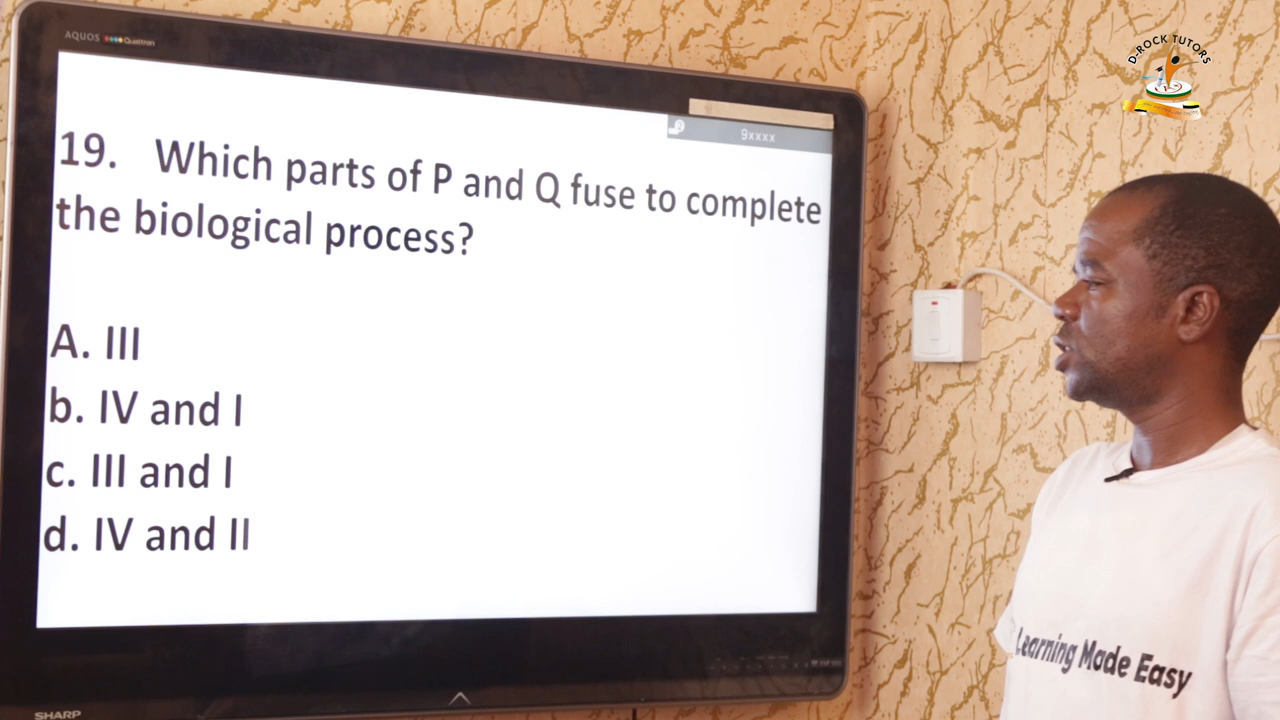 AQUOS Quattron
D-ROCK TUTORS
9xxxx
19. Which parts of P and Q fuse to complete
the biological process?
A. III
b. IV and I
c. III and I
d. IV and II
Learning Made Easy
SHARP